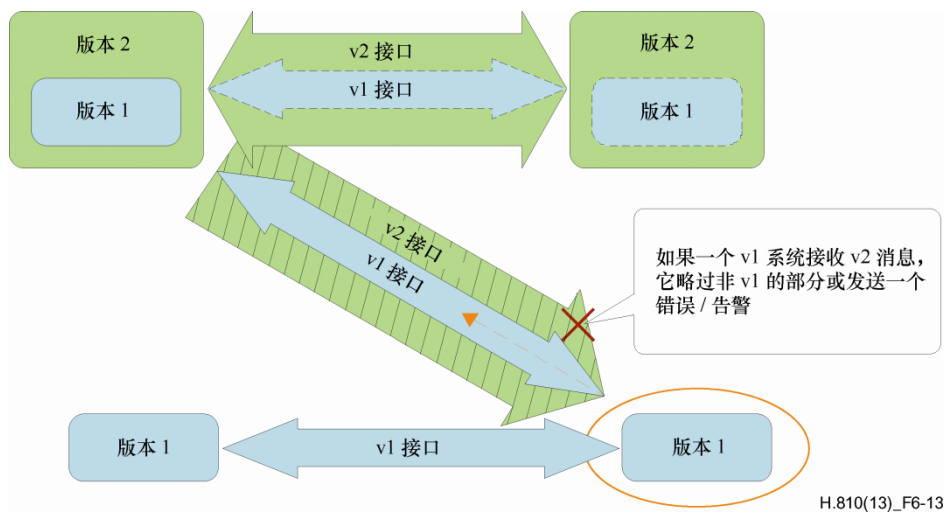 版本 2
版本 1
v2 接口
v1 接口
版本 2
版本 1
v2 接口
v1 接口
如果一个 v1 系统接收 v2 消息，
它略过非 v1 的部分或发送一个
错误 / 告警
版本 1
v1 接口
版本 1
H.810(13)_F6-13